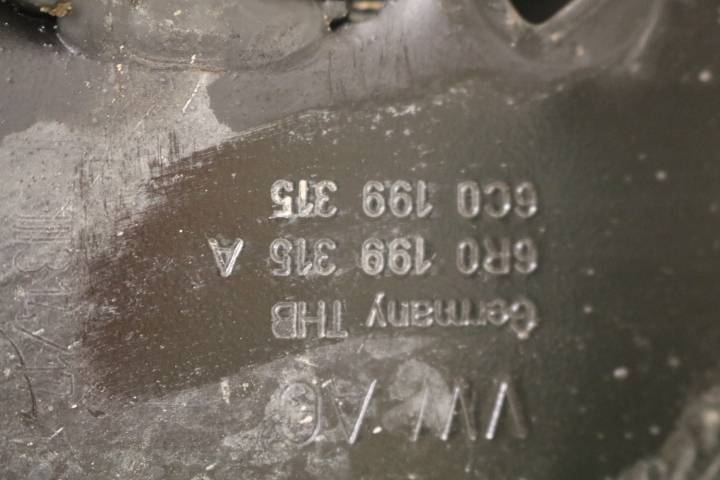 VW AG
Germany THB
6R0 199 315 A
6C0 199 315